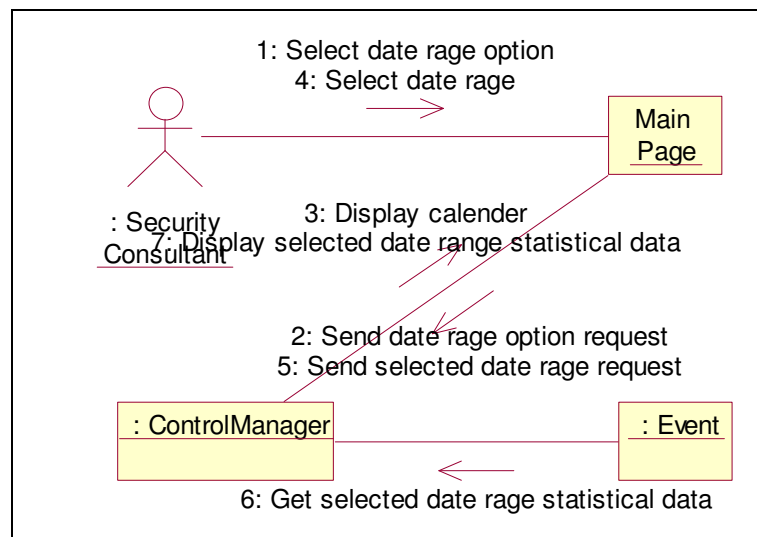 1: Select date rage option
4: Select date rage
Main
Page
: Security
Consultant
3: Display calender
7: Display selected date range statistical data
2: Send date rage option request
5: Send selected date rage request
: ControlManager
: Event
6: Get selected date rage statistical data